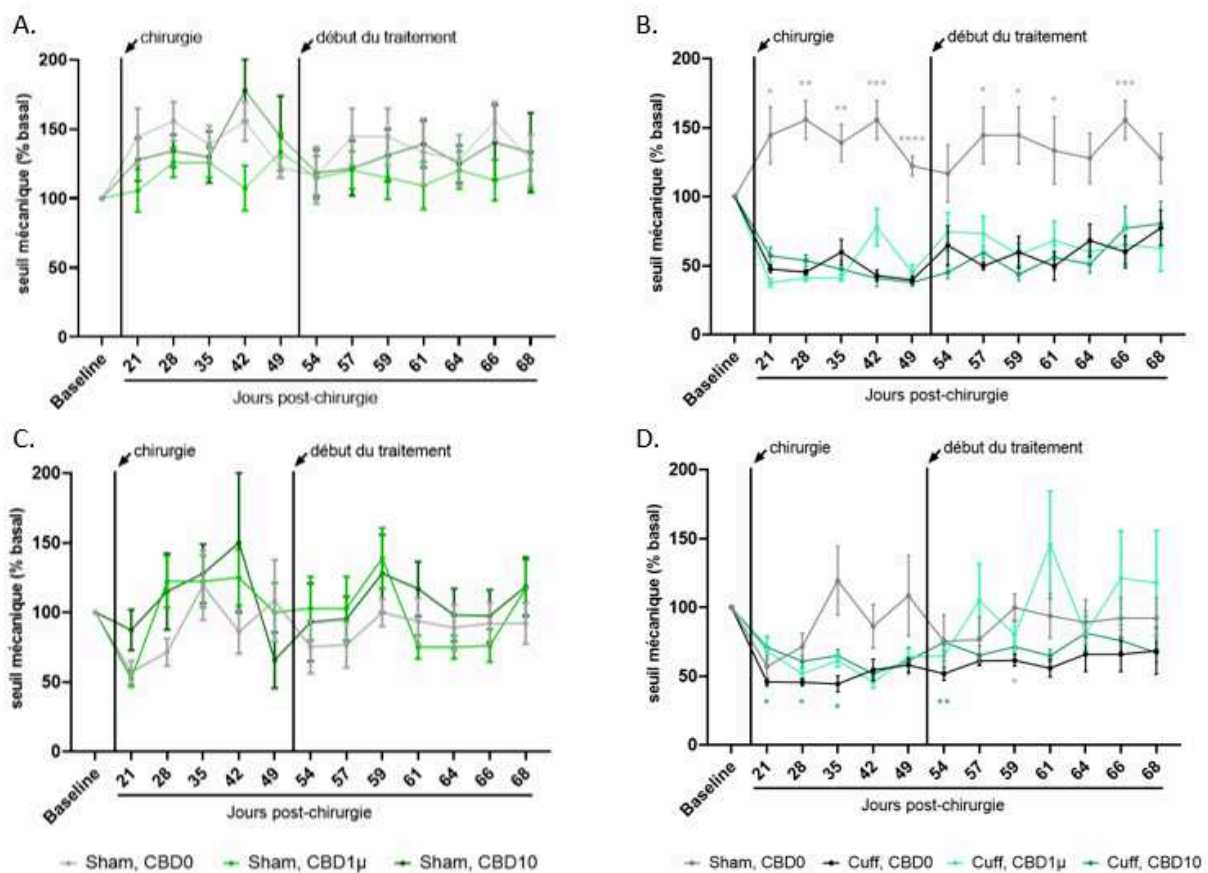 A.
chirurgie
début du traitement
seuil mécanique (% basal)
200
150
100
50
0
Baseline
21
28
35
42
49
54
57
59
61
64
66
68
Jours post-chirurgie
B.
chirurgie
début du traitement
seuil mécanique (% basal)
200
150
100
50
0
*
**
**
***
****
*
*
*
***
Baseline
21
28
35
42
49
54
57
59
61
64
66
68
Jours post-chirurgie
C.
chirurgie
début du traitement
seuil mécanique (% basal)
200
150
100
50
0
Baseline
21
28
35
42
49
54
57
59
61
64
66
68
Jours post-chirurgie
Sham, CBD0
Sham, CBD1µ
Sham, CBD10
D.
chirurgie
début du traitement
seuil mécanique (% basal)
200
150
100
50
0
*
*
*
**
*
Baseline
21
28
35
42
49
54
57
59
61
64
66
68
Jours post-chirurgie
Sham, CBD0
Cuff, CBD0
Cuff, CBD1µ
Cuff, CBD10